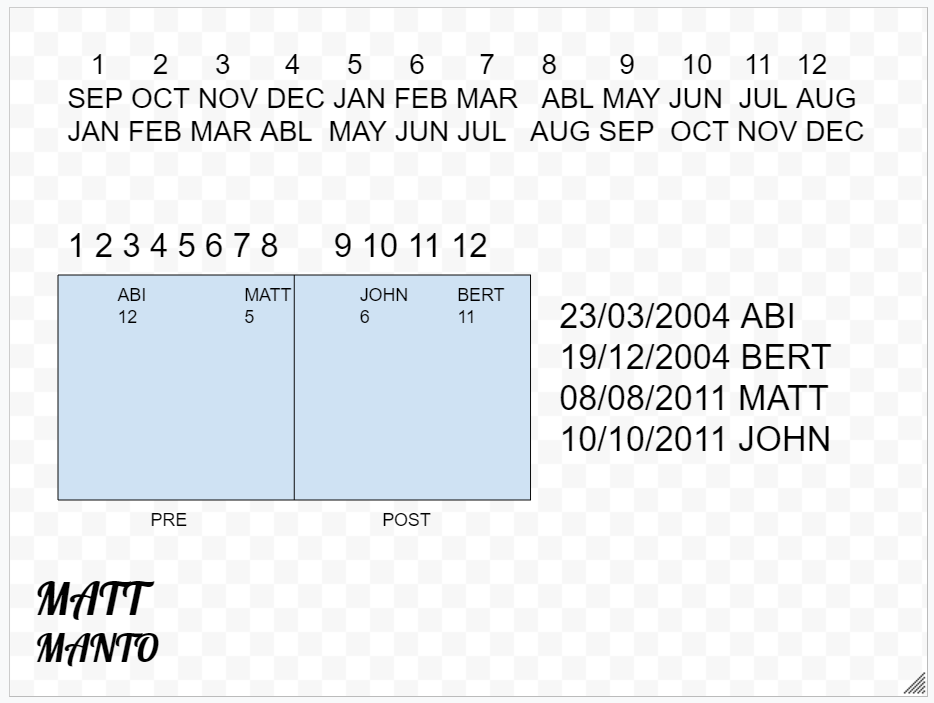 1 2 3 4 5 6 7 8 9 10 11 12
SEP OCT NOV DEC JAN FEB MAR ABL MAY JUN JUL AUG
JAN FEB MAR ABL MAY JUN JUL AUG SEP OCT NOV DEC
1 2 3 4 5 6 7 8 9 10 11 12
ABI MATT JOHN BERT
12 5 6 11
23/03/2004 ABI
19/12/2004 BERT
08/08/2011 MATT
10/10/2011 JOHN
PRE POST
MATT
MANTO